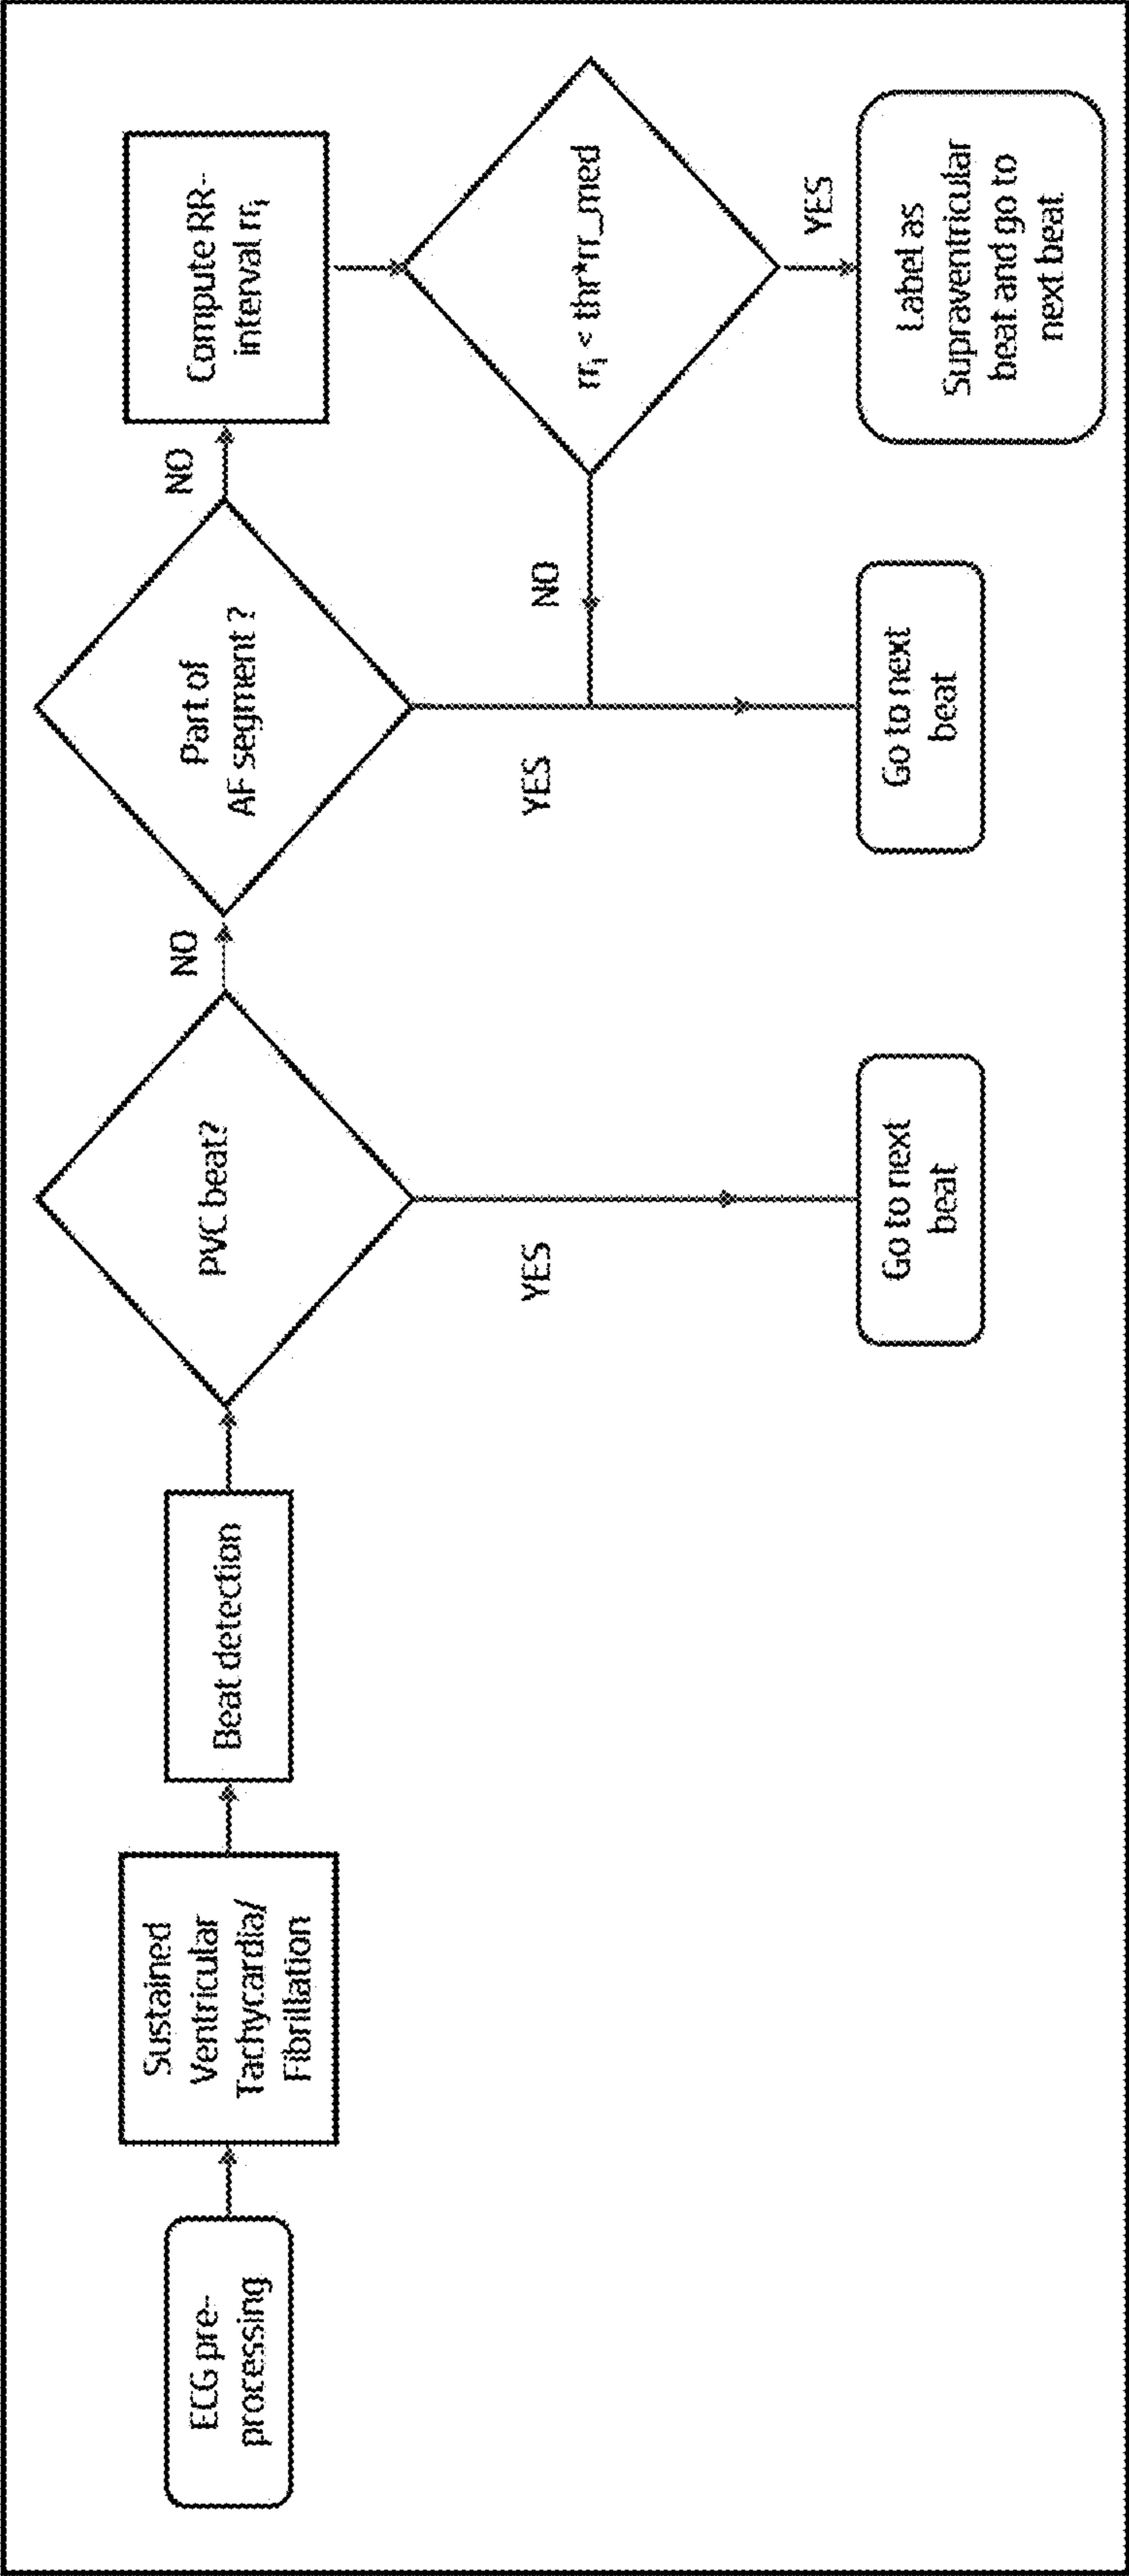 ECG pre-
processing
Sustained
Ventricular
Tachycardia/
Fibrillation
Beat detection
PVC beat?
NO
YES
Go to next
beat
Part of
AF segment ?
NO
YES
Go to next
beat
Compute RR-
interval rrᵢ
rrᵢ < thr*rr_med
NO
YES
Label as
Supraventricular
beat and go to
next beat